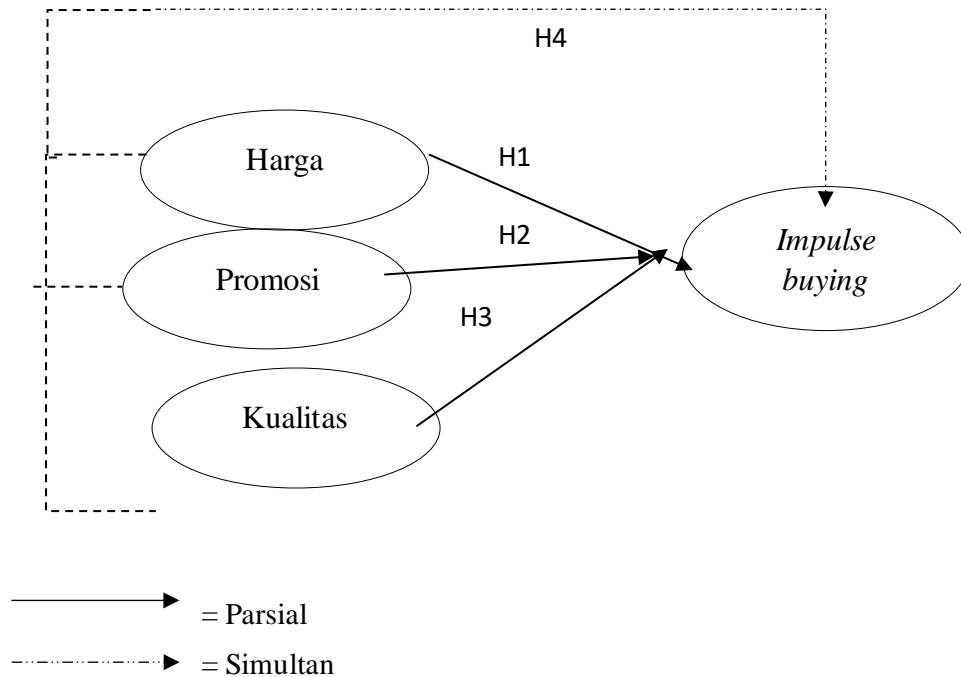 H4
Harga
H1
Promosi
H2
Impulse
buying
H3
Kualitas
= Parsial
= Simultan